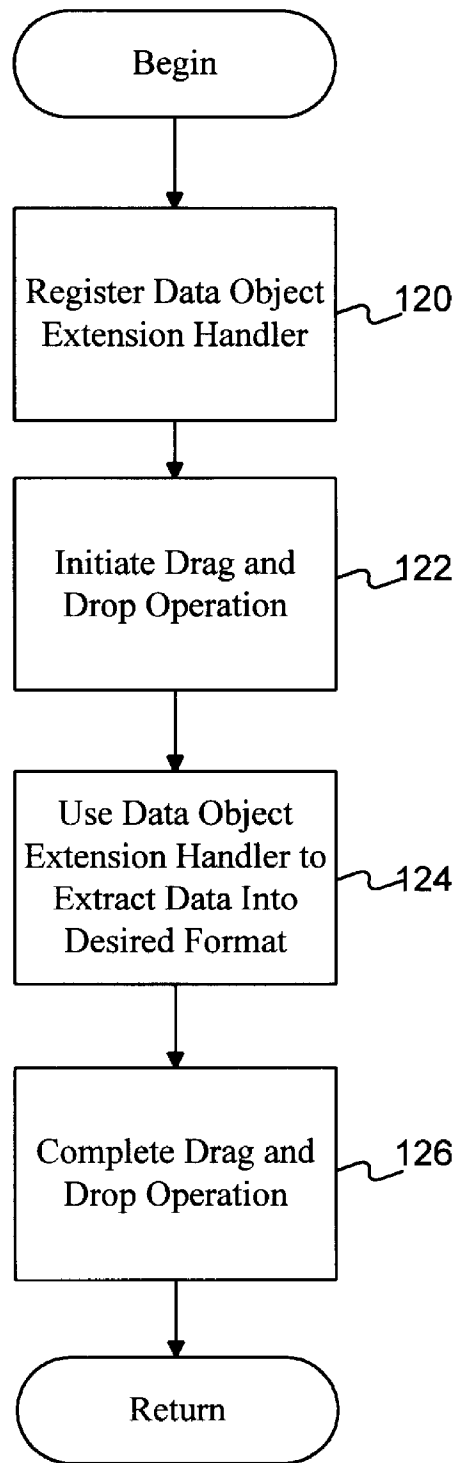 Begin
Register Data Object
Extension Handler
120
Initiate Drag and
Drop Operation
122
Use Data Object
Extension Handler to
Extract Data Into
Desired Format
124
Complete Drag and
Drop Operation
126
Return